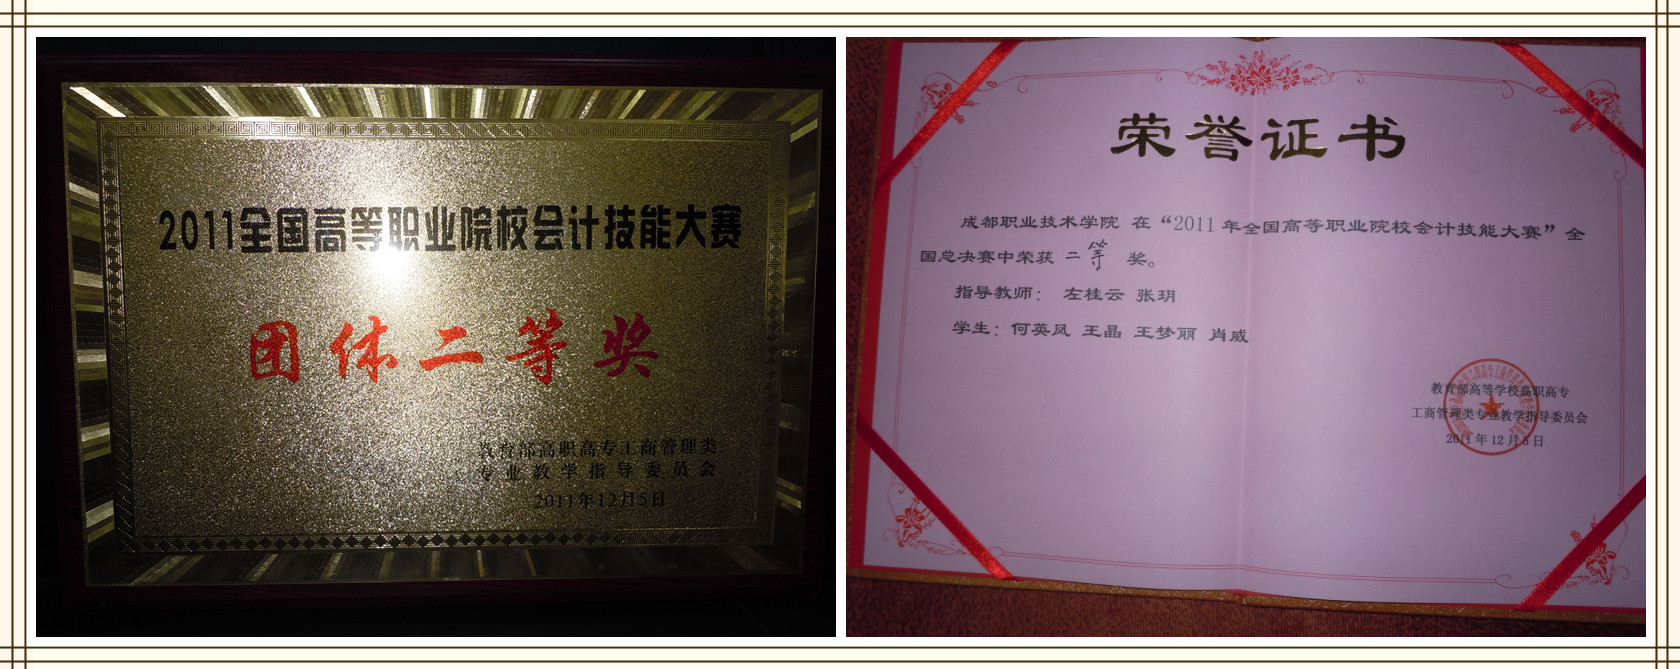 2011全国高等职业院校会计技能大赛
团体二等奖
教育部高职高专工商管理类
专业教学指导委员会
2011年12月5日
荣誉证书
成都职业技术学院 在“2011年全国高等职业院校会计技能大赛”全
国总决赛中荣获 二等 奖。
指导教师： 左桂云 张玥
学生：何英凤 王晶 王梦丽 肖威
教育部高等学校高职高专
工商管理类专业教学指导委员会
2011年12月5日